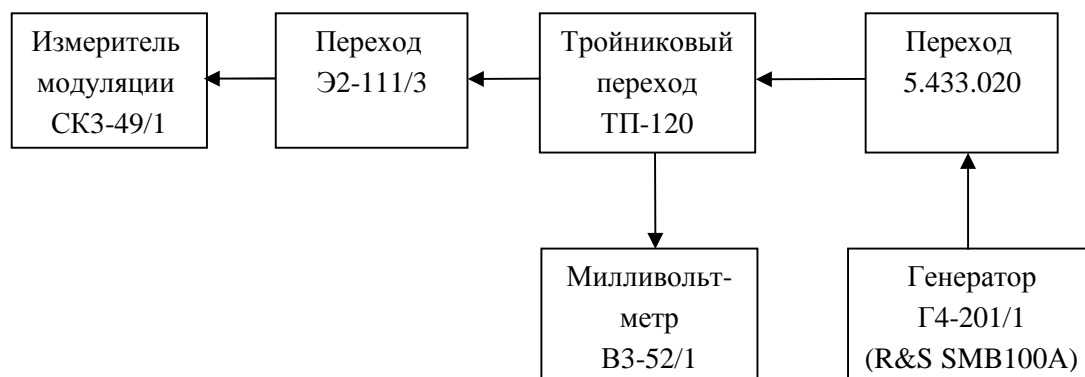 Измеритель
модуляции
СК3-49/1
Переход
Э2-111/3
Тройниковый
переход
ТП-120
Переход
5.433.020
Милливольт-
метр
В3-52/1
Генератор
Г4-201/1
(R&S SMB100A)